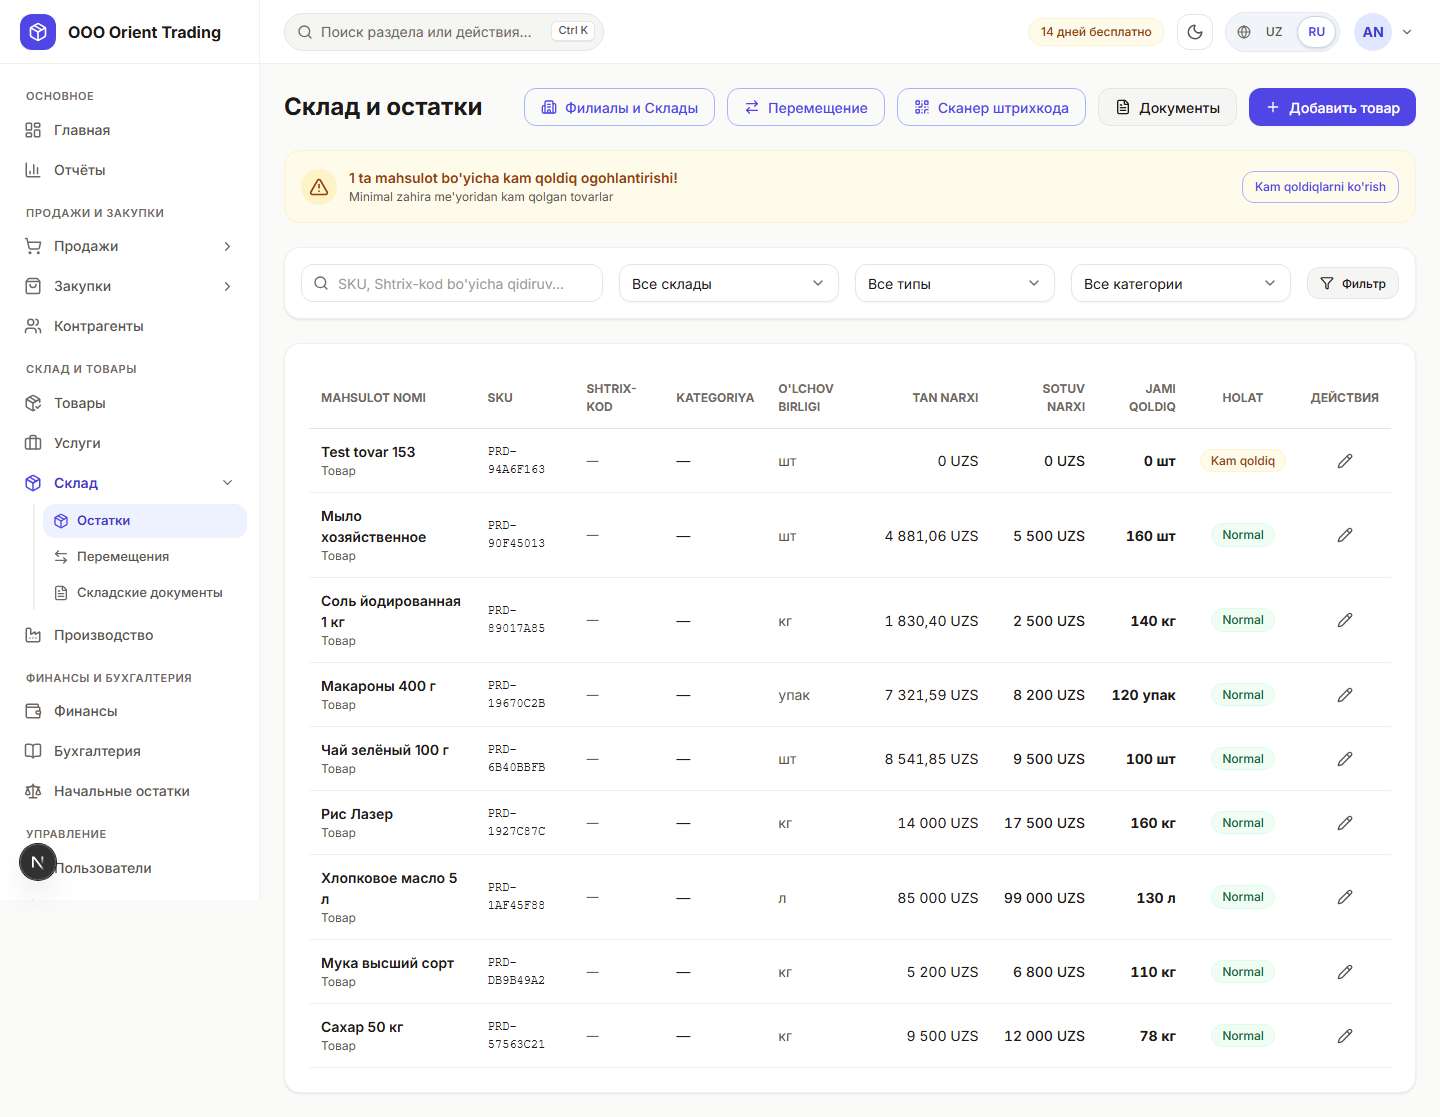 OOO Orient Trading
Поиск раздела или действия...
Ctrl K
14 дней бесплатно
UZ
RU
AN
ОСНОВНОЕ
Главная
Отчёты
ПРОДАЖИ И ЗАКУПКИ
Продажи
Закупки
Контрагенты
СКЛАД И ТОВАРЫ
Товары
Услуги
Склад
Остатки
Перемещения
Складские документы
Производство
ФИНАНСЫ И БУХГАЛТЕРИЯ
Финансы
Бухгалтерия
Начальные остатки
УПРАВЛЕНИЕ
N
Пользователи
Склад и остатки
Филиалы и Склады
Перемещение
Сканер штрихкода
Документы
Добавить товар
1 ta mahsulot bo'yicha kam qoldiq ogohlantirishi!
Minimal zahira me'yoridan kam qolgan tovarlar
Kam qoldiqlarni ko'rish
SKU, Shtrix-kod bo'yicha qidiruv...
Все склады
Все типы
Все категории
Фильтр
MAHSULOT NOMI SKU SHTRIX-KOD KATEGORIYA O'LCHOV BIRLIGI TAN NARXI SOTUV NARXI JAMI QOLDIQ HOLAT ДЕЙСТВИЯ
Test tovar 153 Товар PRD-94A6F163 — — шт 0 UZS 0 UZS 0 шт Kam qoldiq
Мыло хозяйственное Товар PRD-90F45013 — — шт 4 881,06 UZS 5 500 UZS 160 шт Normal
Соль йодированная 1 кг Товар PRD-89017A85 — — кг 1 830,40 UZS 2 500 UZS 140 кг Normal
Макароны 400 г Товар PRD-19670C2B — — упак 7 321,59 UZS 8 200 UZS 120 упак Normal
Чай зелёный 100 г Товар PRD-6B40BBFB — — шт 8 541,85 UZS 9 500 UZS 100 шт Normal
Рис Лазер Товар PRD-1927C87C — — кг 14 000 UZS 17 500 UZS 160 кг Normal
Хлопковое масло 5 л Товар PRD-1AF45F88 — — л 85 000 UZS 99 000 UZS 130 л Normal
Мука высший сорт Товар PRD-DB9B49A2 — — кг 5 200 UZS 6 800 UZS 110 кг Normal
Сахар 50 кг Товар PRD-57563C21 — — кг 9 500 UZS 12 000 UZS 78 кг Normal